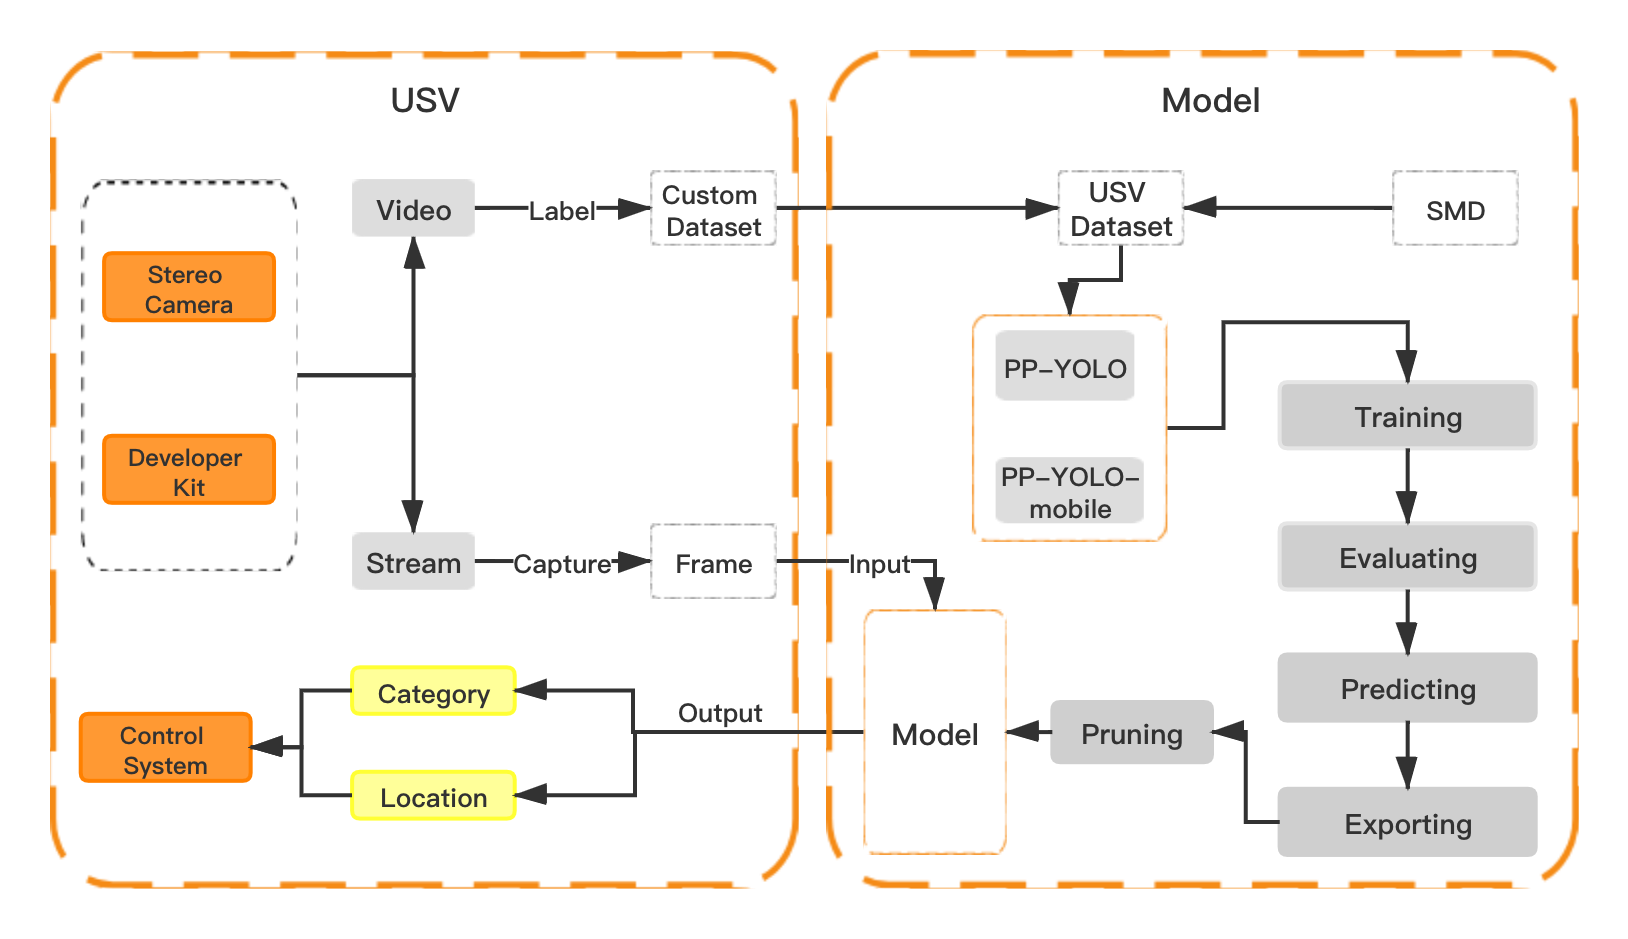 USV
Stereo
Camera
Developer
Kit
Video
Label
Custom
Dataset
Stream
Capture
Frame
Category
Location
Control
System
Output
Input
Model
USV
Dataset
SMD
PP-YOLO
PP-YOLO-
mobile
Training
Evaluating
Predicting
Exporting
Pruning
Model